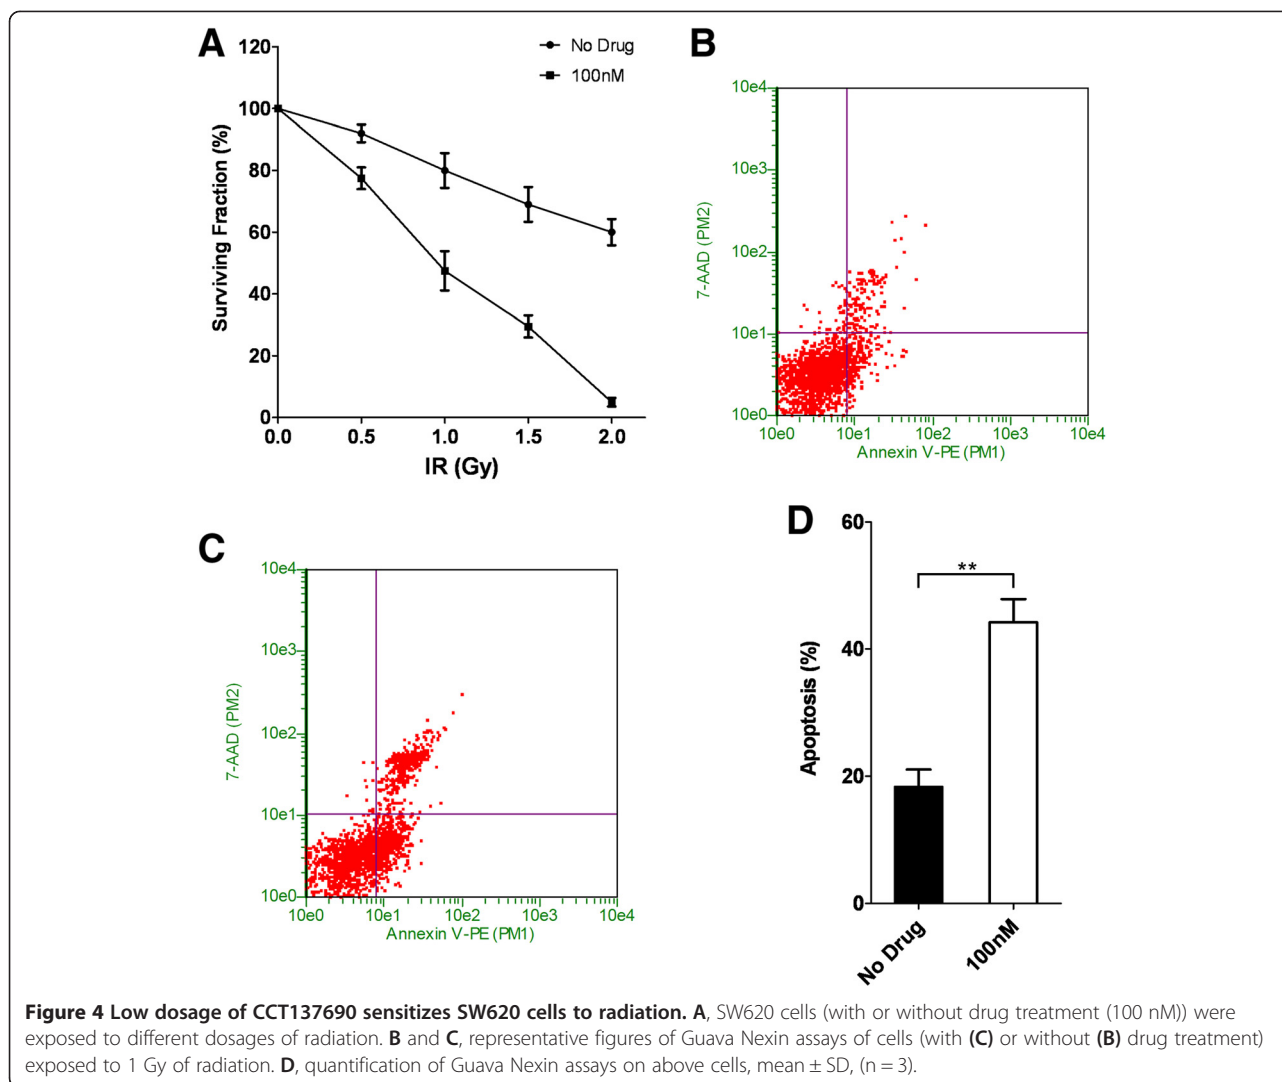 A
120
100
80
60
40
20
0
Surviving Fraction (%)
No Drug
100nM
0.0 0.5 1.0 1.5 2.0
IR (Gy)
B
10e4
10e3
10e2
10e1
10e0
7-AAD (PM2)
10e0 10e1 10e2 10e3 10e4
Annexin V-PE (PM1)
C
10e4
10e3
10e2
10e1
10e0
7-AAD (PM2)
10e0 10e1 10e2 10e3 10e4
Annexin V-PE (PM1)
D
60
40
20
0
Apoptosis (%)
**
No Drug
100nM
Figure 4 Low dosage of CCT137690 sensitizes SW620 cells to radiation. A, SW620 cells (with or without drug treatment (100 nM)) were
exposed to different dosages of radiation. B and C, representative figures of Guava Nexin assays of cells (with (C) or without (B) drug treatment)
exposed to 1 Gy of radiation. D, quantification of Guava Nexin assays on above cells, mean ± SD, (n = 3).